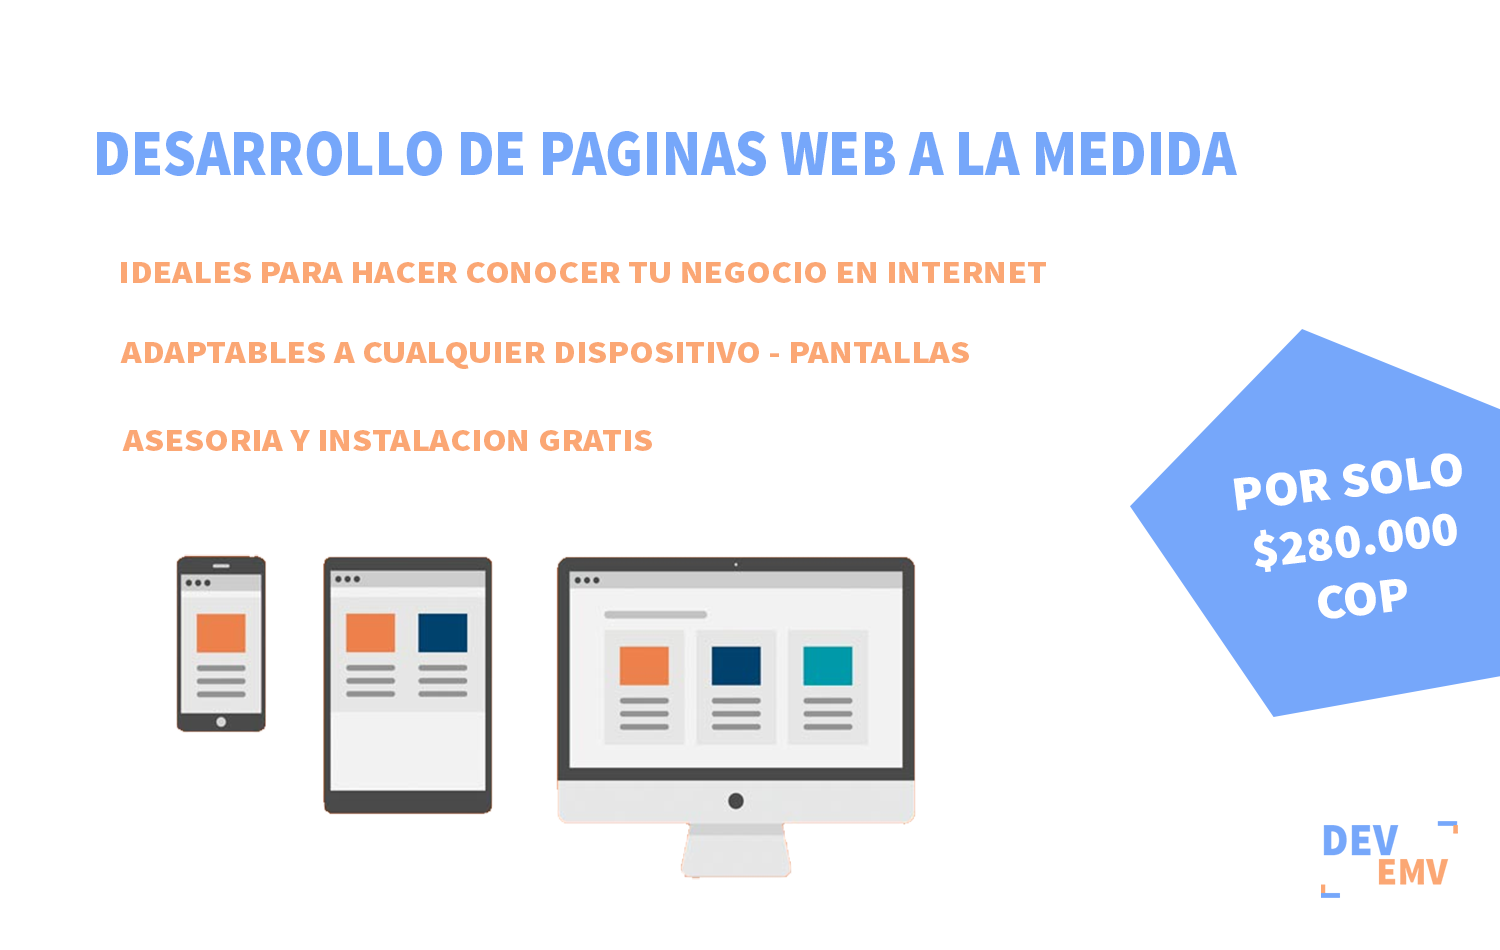 DESARROLLO DE PAGINAS WEB A LA MEDIDA
IDEALES PARA HACER CONOCER TU NEGOCIO EN INTERNET
ADAPTABLES A CUALQUIER DISPOSITIVO - PANTALLAS
ASESORIA Y INSTALACION GRATIS
POR SOLO
$280.000
COP
DEV
EMV